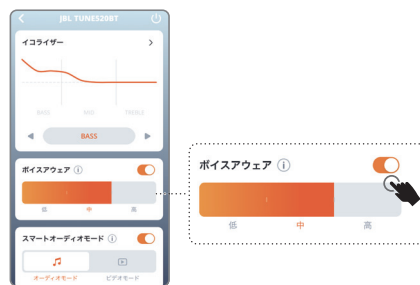 JBL TUNE520BT
イコライザー
BASS MID TREBLE
BASS
ボイスアウェア
低 中 高
スマートオーディオモード
オーディオモード ビデオモード
ボイスアウェア
低 中 高